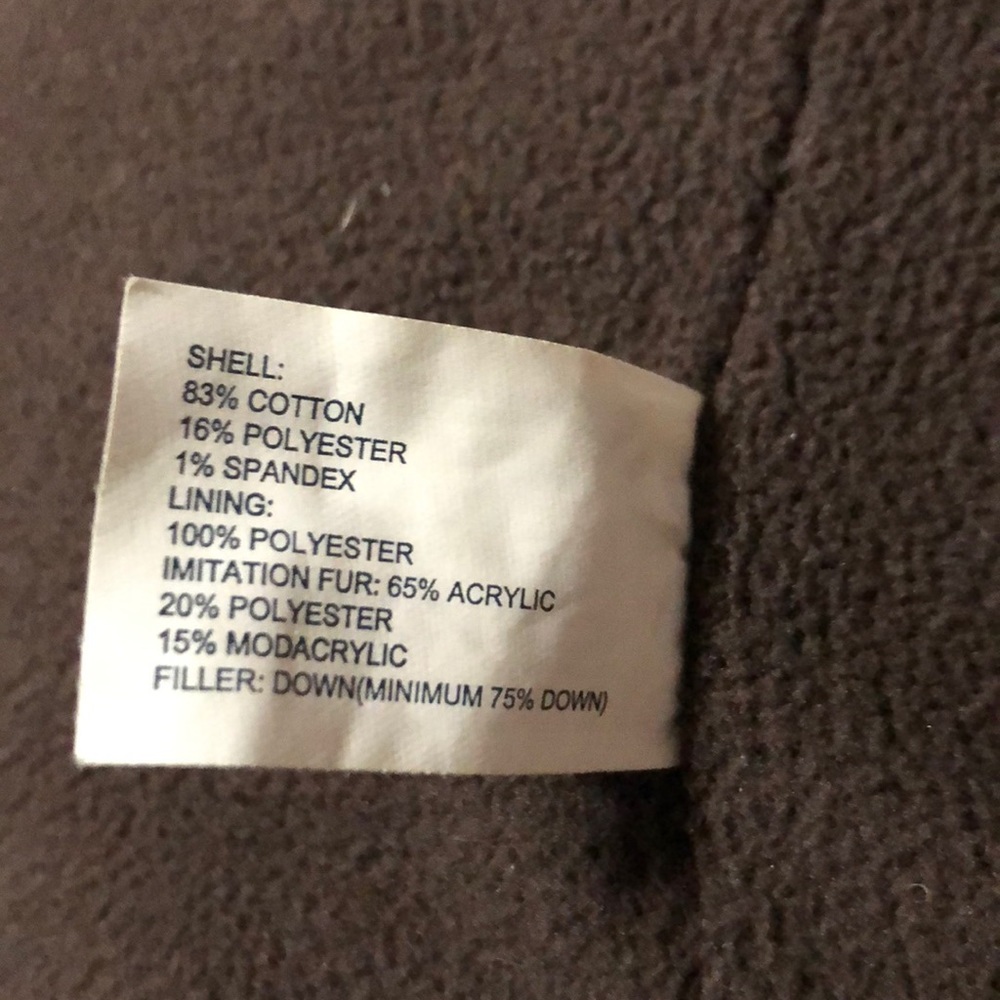 SHELL:
83% COTTON
16% POLYESTER
1% SPANDEX
LINING:
100% POLYESTER
IMITATION FUR: 65% ACRYLIC
20% POLYESTER
15% MODACRYLIC
FILLER: DOWN(MINIMUM 75% DOWN)